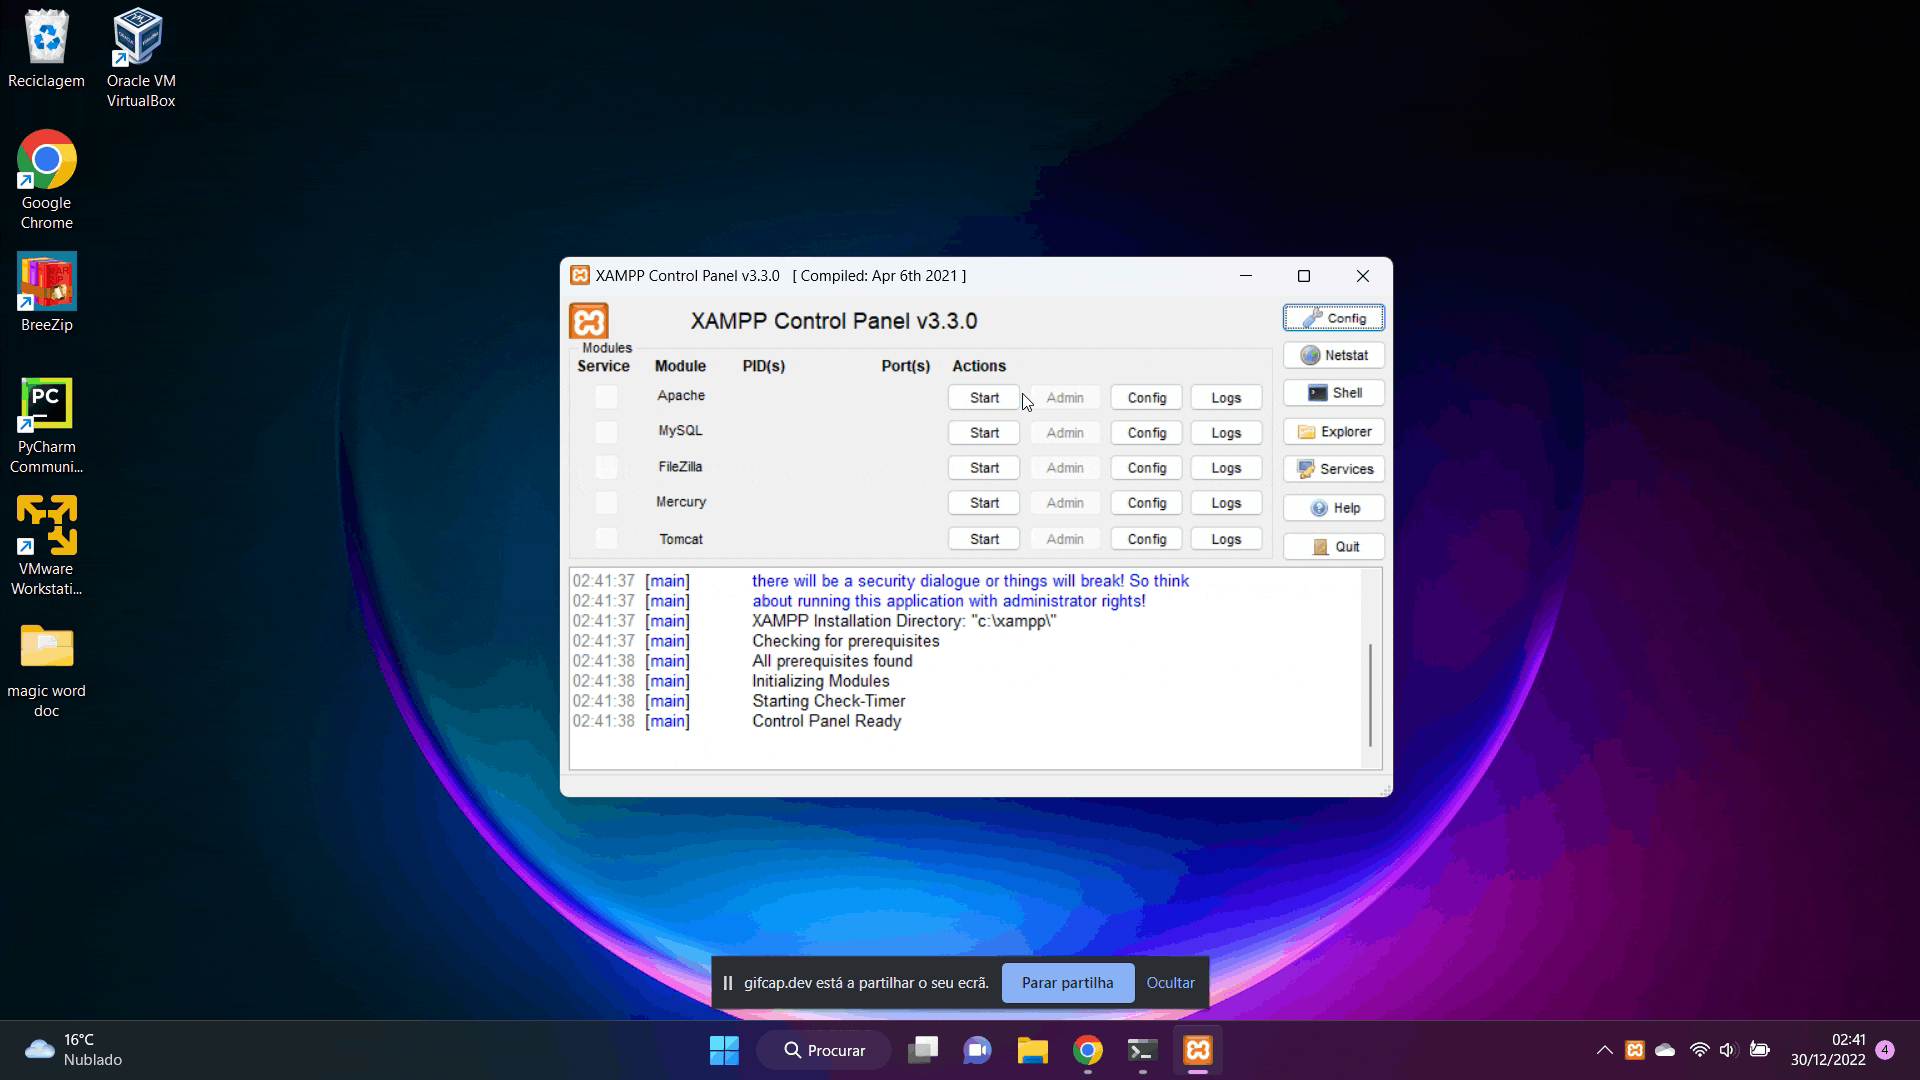 Reciclagem
Oracle VM
VirtualBox
Google
Chrome
BreeZip
PyCharm
Communi...
VMware
Workstati...
magic word
doc
XAMPP Control Panel v3.3.0 [ Compiled: Apr 6th 2021 ]
XAMPP Control Panel v3.3.0
Modules
Service Module PID(s) Port(s) Actions
Apache Start Admin Config Logs
MySQL Start Admin Config Logs
FileZilla Start Admin Config Logs
Mercury Start Admin Config Logs
Tomcat Start Admin Config Logs
Config
Netstat
Shell
Explorer
Services
Help
Quit
02:41:37 [main] there will be a security dialogue or things will break! So think
02:41:37 [main] about running this application with administrator rights!
02:41:37 [main] XAMPP Installation Directory: "c:\xampp\"
02:41:37 [main] Checking for prerequisites
02:41:38 [main] All prerequisites found
02:41:38 [main] Initializing Modules
02:41:38 [main] Starting Check-Timer
02:41:38 [main] Control Panel Ready
gifcap.dev está a partilhar o seu ecrã. Parar partilha Ocultar
16°C
Nublado
Procurar
02:41
30/12/2022
4